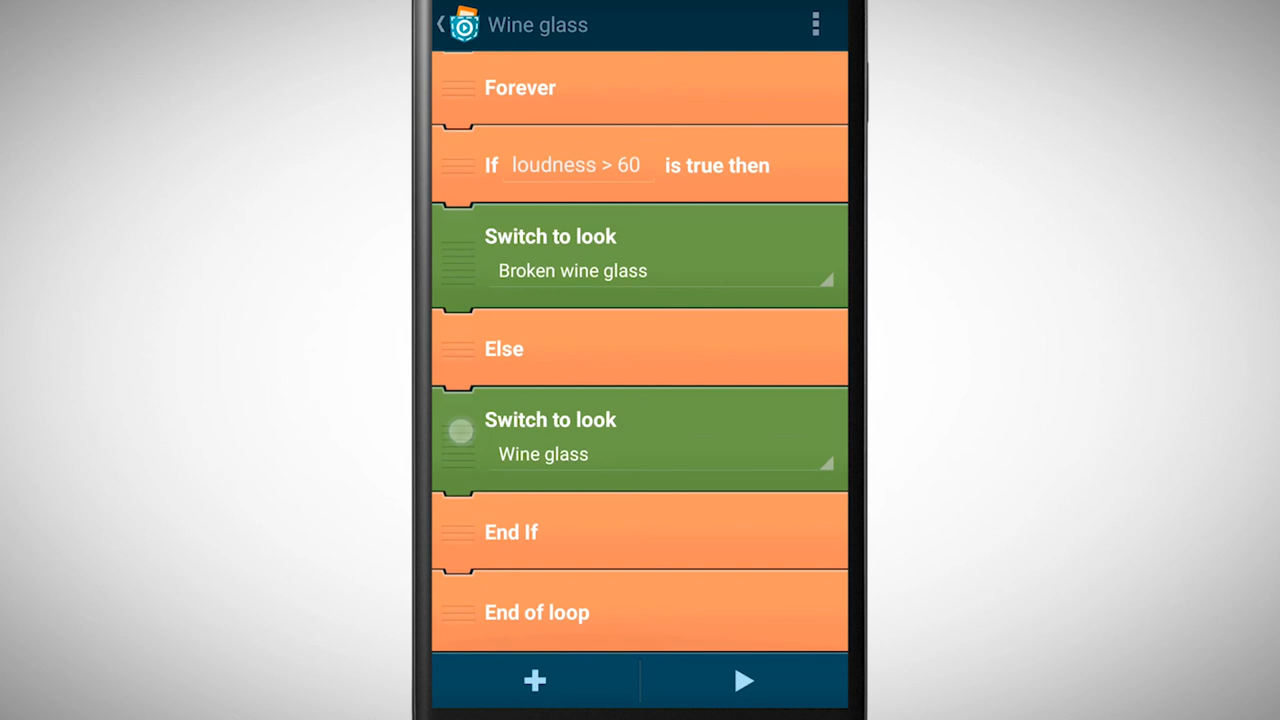 Wine glass
Forever
If loudness > 60 is true then
Switch to look
Broken wine glass
Else
Switch to look
Wine glass
End If
End of loop